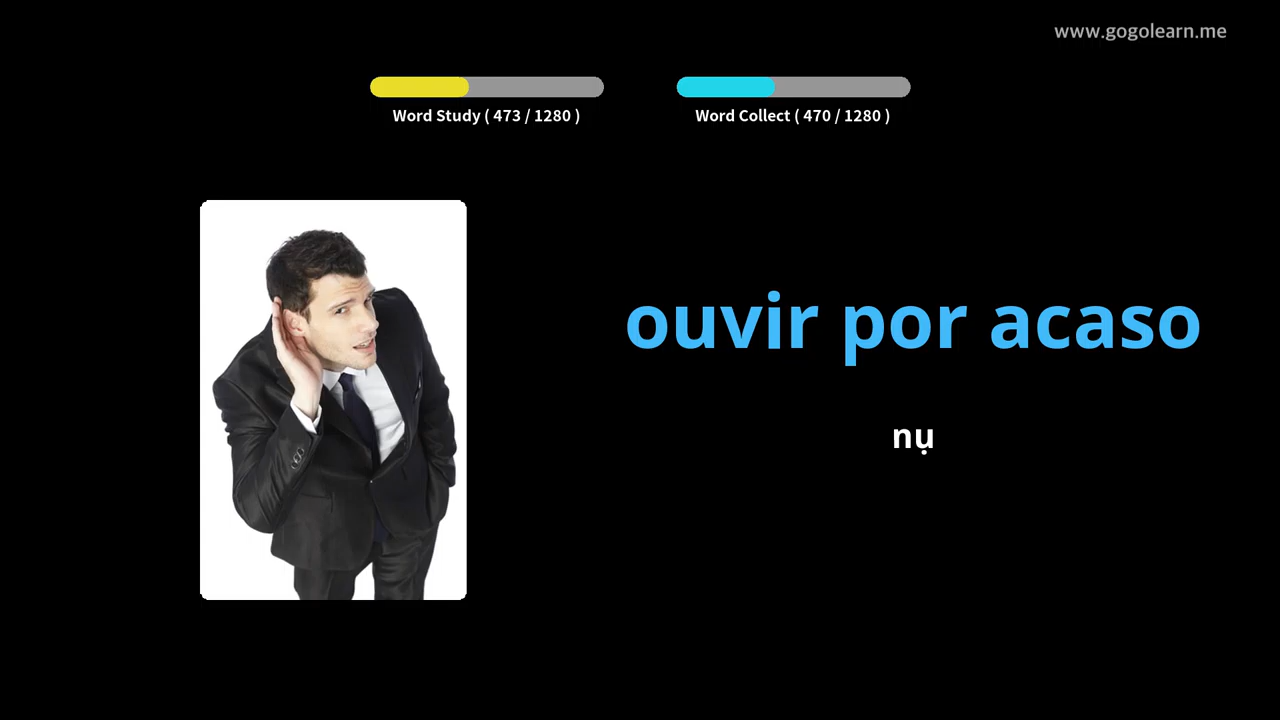 www.gogolearn.me
Word Study ( 473 / 1280 )
Word Collect ( 470 / 1280 )
ouvir por acaso
nụ